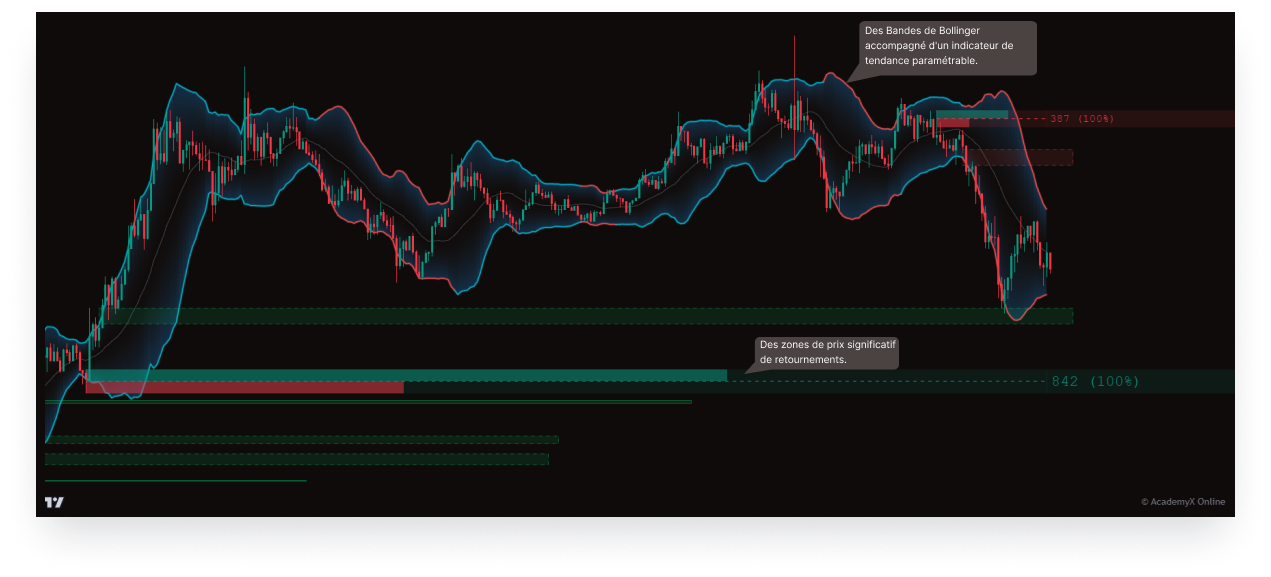 Des Bandes de Bollinger
accompagné d'un indicateur de
tendance paramétrable.
387 (100%)
Des zones de prix significatif
de retournements.
842 (100%)
© AcademyX Online